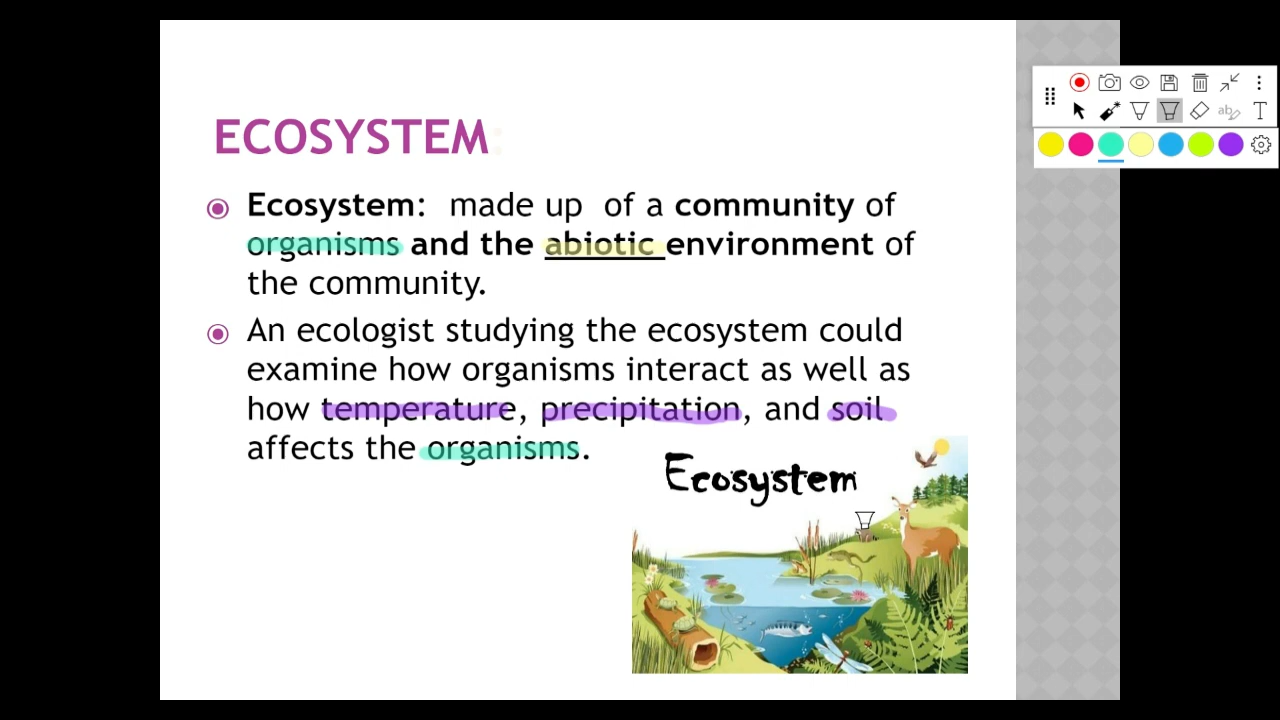 ECOSYSTEM:
Ecosystem: made up of a community of
organisms and the abiotic environment of
the community.
An ecologist studying the ecosystem could
examine how organisms interact as well as
how temperature, precipitation, and soil
affects the organisms.
Ecosystem
ab
T